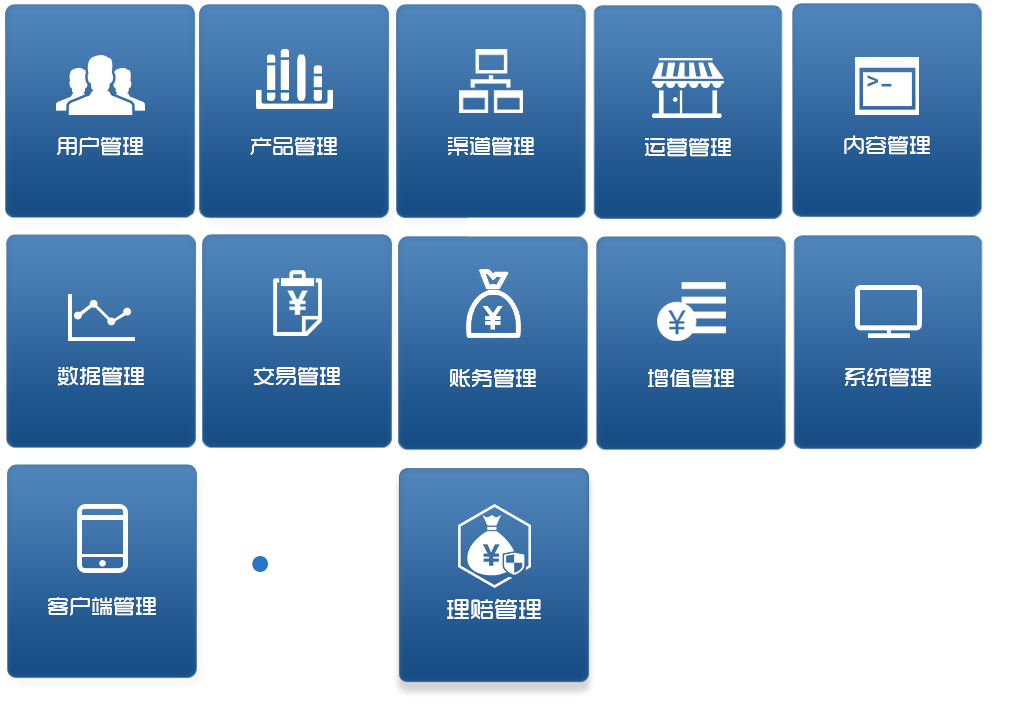 用户管理
产品管理
渠道管理
运营管理
内容管理
数据管理
交易管理
账务管理
增值管理
系统管理
客户端管理
理赔管理